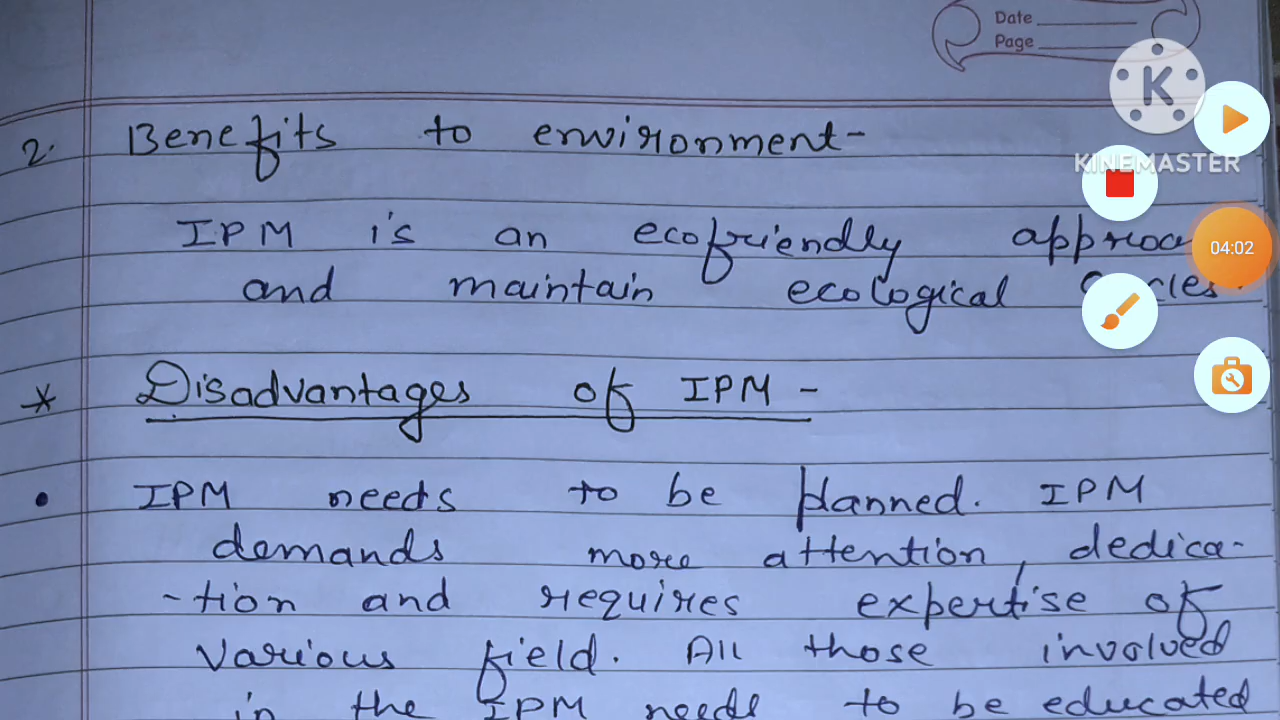 Date
Page
K
KINEMASTER
2. Benefits to environment-
IPM is an ecofriendly
04:02
and maintain ecological
* Disadvantages of IPM -
• IPM needs to be planned. IPM
demands more attention, dedica-
-tion and requires expertise of
various field. All those involved
in the IPM needs to be educated